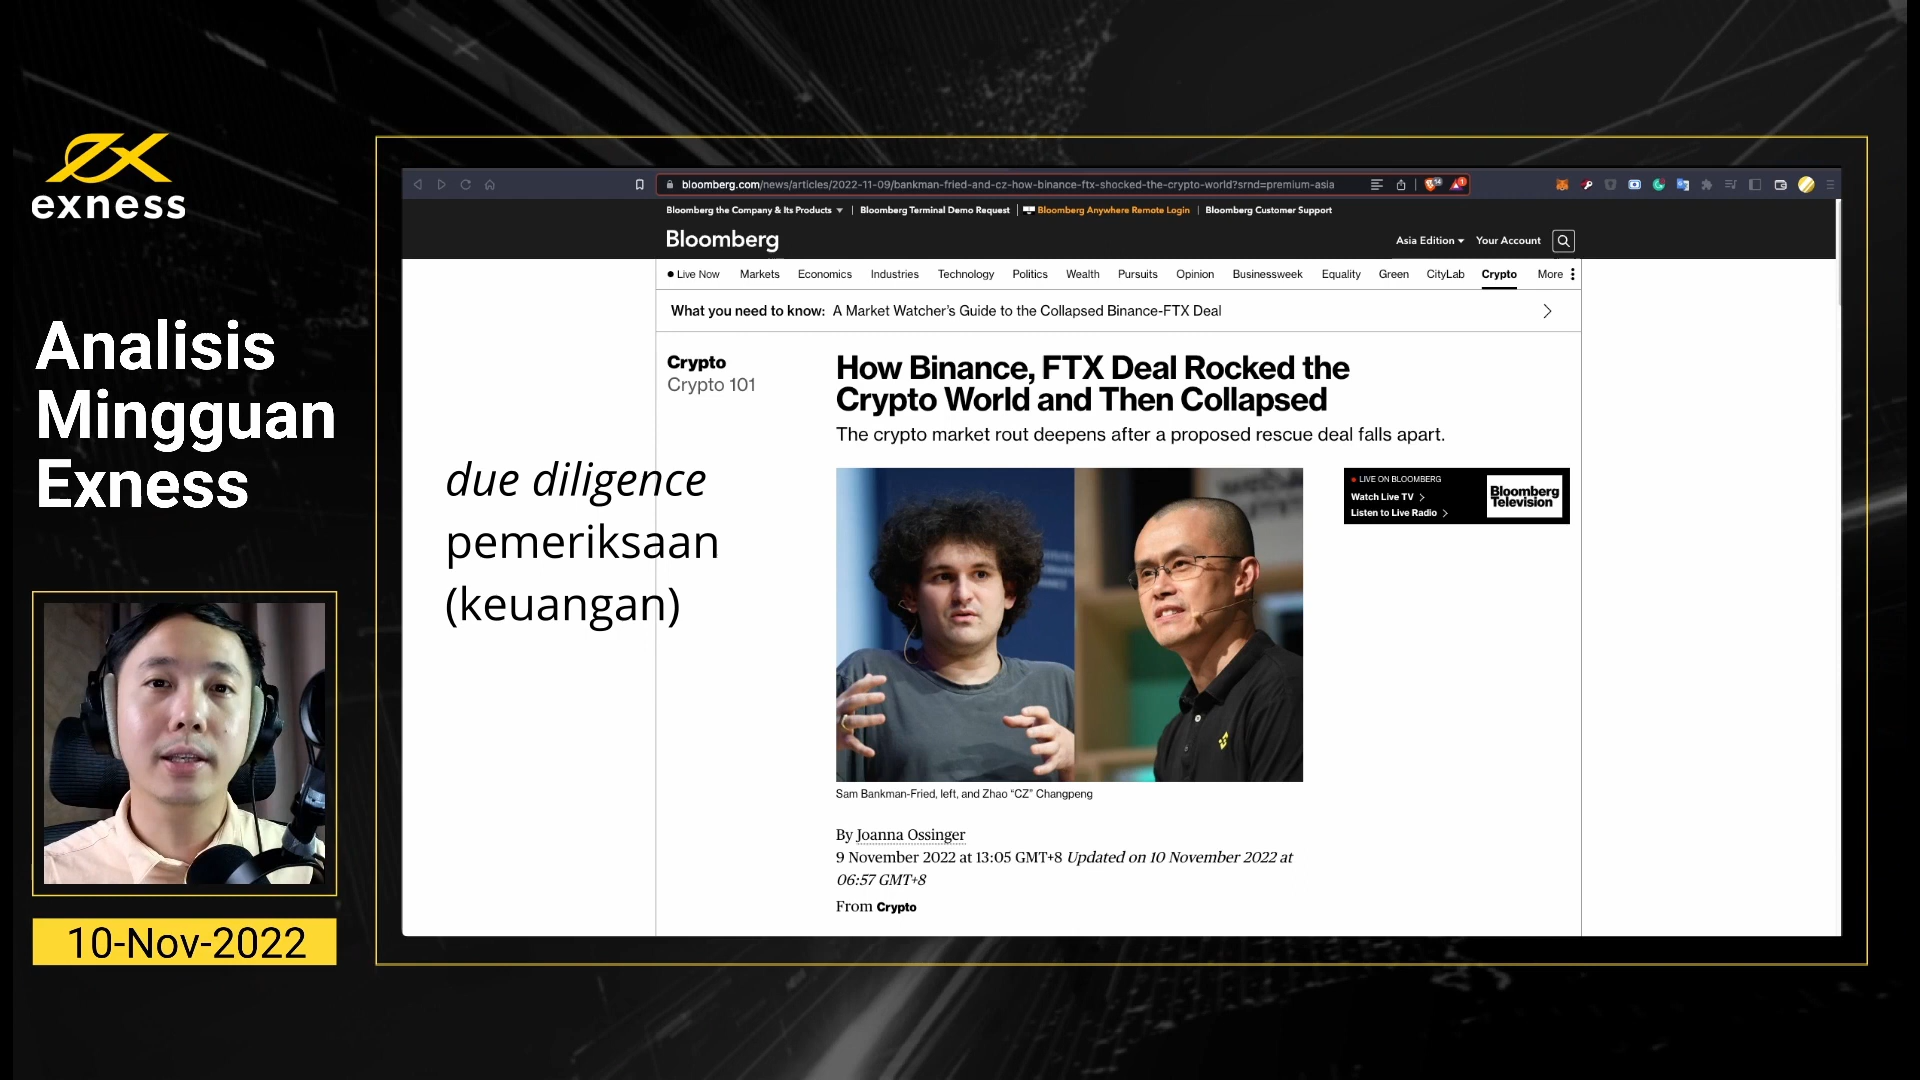 exness
Analisis
Mingguan
Exness
10-Nov-2022
bloomberg.com/news/articles/2022-11-09/bankman-fried-and-cz-how-binance-ftx-shocked-the-crypto-world?srnd=premium-asia
Bloomberg the Company & Its Products
Bloomberg Terminal Demo Request
Bloomberg Anywhere Remote Login
Bloomberg Customer Support
Bloomberg
Asia Edition
Your Account
Live Now Markets Economics Industries Technology Politics Wealth Pursuits Opinion Businessweek Equality Green CityLab Crypto More
What you need to know: A Market Watcher's Guide to the Collapsed Binance-FTX Deal
Crypto
Crypto 101
How Binance, FTX Deal Rocked the
Crypto World and Then Collapsed
The crypto market rout deepens after a proposed rescue deal falls apart.
due diligence
pemeriksaan
(keuangan)
LIVE ON BLOOMBERG
Watch Live TV
Listen to Live Radio
Bloomberg
Television
Sam Bankman-Fried, left, and Zhao “CZ” Changpeng
By Joanna Ossinger
9 November 2022 at 13:05 GMT+8 Updated on 10 November 2022 at
06:57 GMT+8
From Crypto